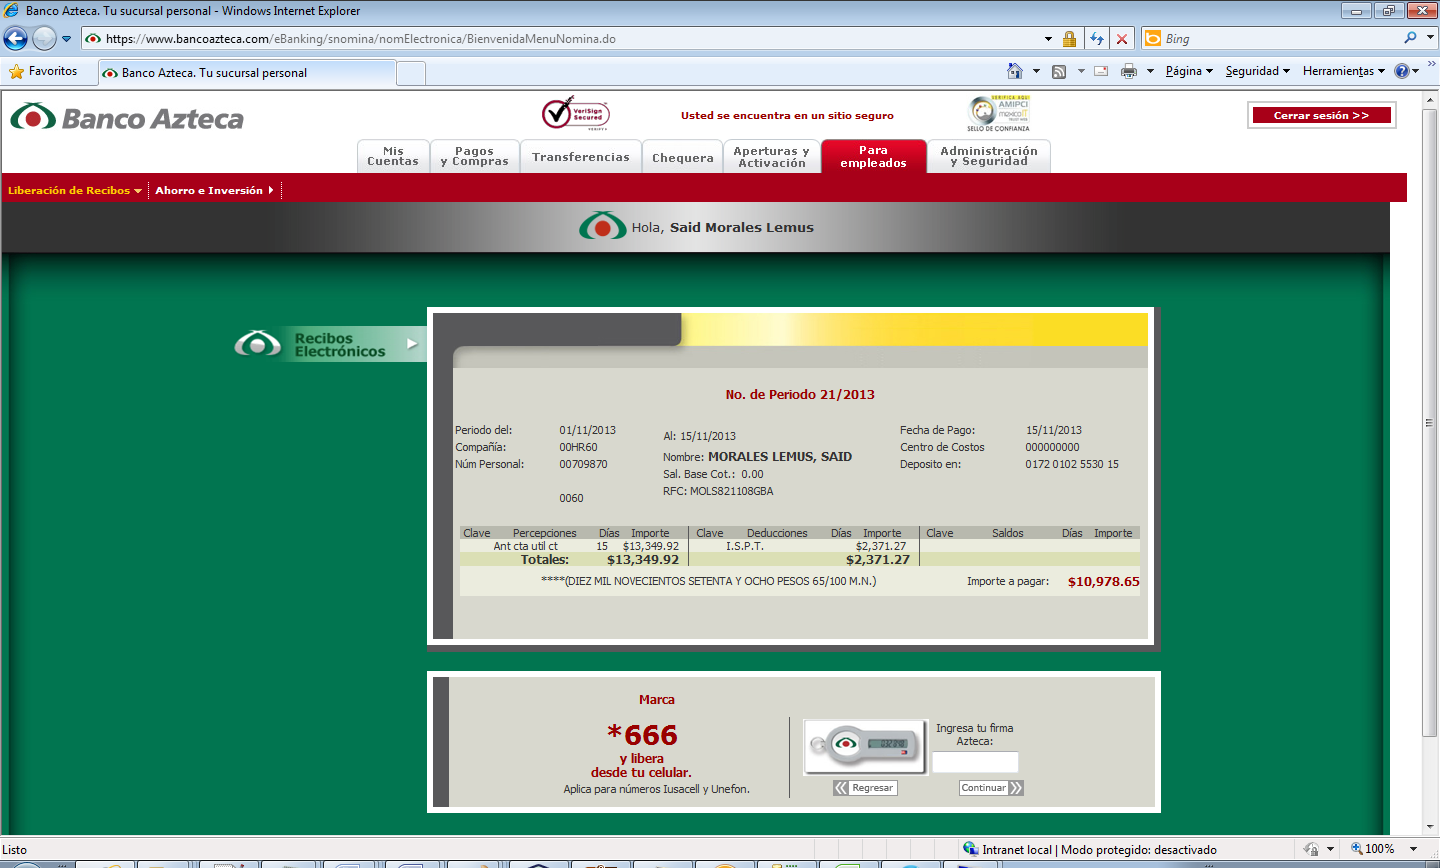 Banco Azteca. Tu sucursal personal - Windows Internet Explorer
https://www.bancoazteca.com/eBanking/snomina/nomElectronica/BienvenidaMenuNomina.do
Bing
Favoritos
Banco Azteca. Tu sucursal personal
Página
Seguridad
Herramientas
Banco Azteca
VeriSign Secured
Usted se encuentra en un sitio seguro
VERIFICA AQUI
AMIPCI
SELLO DE CONFIANZA
Cerrar sesión >>
Mis Cuentas
Pagos y Compras
Transferencias
Chequera
Aperturas y Activación
Para empleados
Administración y Seguridad
Liberación de Recibos
Ahorro e Inversión
Hola, Said Morales Lemus
Recibos Electrónicos
No. de Periodo 21/2013
Periodo del: 01/11/2013 Al: 15/11/2013 Fecha de Pago: 15/11/2013
Compañía: 00HR60 Nombre: MORALES LEMUS, SAID Centro de Costos 000000000
Núm Personal: 00709870 Sal. Base Cot.: 0.00 Deposito en: 0172 0102 5530 15
0060 RFC: MOLS821108GBA
Clave Percepciones Días Importe Clave Deducciones Días Importe Clave Saldos Días Importe
Ant cta util ct 15 $13,349.92 I.S.P.T. $2,371.27
Totales: $13,349.92 $2,371.27
****(DIEZ MIL NOVECIENTOS SETENTA Y OCHO PESOS 65/100 M.N.) Importe a pagar: $10,978.65
Marca
*666
y libera
desde tu celular.
Aplica para números Iusacell y Unefon.
Ingresa tu firma
Azteca:
Regresar
Continuar
Listo
Intranet local | Modo protegido: desactivado
100%